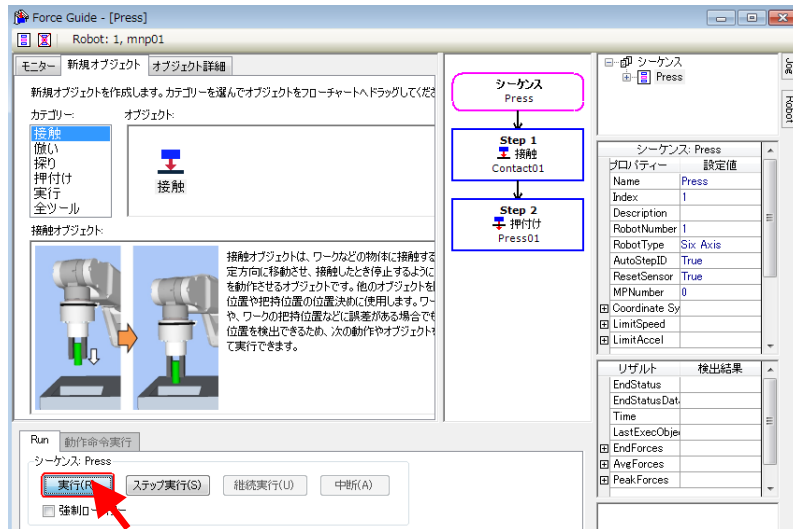 Force Guide - [Press]
Robot: 1, mnp01
モニター 新規オブジェクト オブジェクト詳細
新規オブジェクトを作成します。カテゴリーを選んでオブジェクトをフローチャートへドラッグしてくださ
カテゴリー: オブジェクト:
接触
倣い
探り
押付け
実行
全ツール
接触
接触オブジェクト:
接触オブジェクトは、ワークなどの物体に接触する
定方向に移動させ、接触したとき停止するように
を動作させるオブジェクトです。他のオブジェクトを
位置や把持位置の位置決めに使用します。ワー
や、ワークの把持位置などに誤差がある場合でも
位置を検出できるため、次の動作やオブジェクトを
て実行できます。
シーケンス
Press
Step 1
接触
Contact01
Step 2
押付け
Press01
シーケンス
Press
Jog
Robot
シーケンス: Press
プロパティー 設定値
Name Press
Index 1
Description
RobotNumber 1
RobotType Six Axis
AutoStepID True
ResetSensor True
MPNumber 0
Coordinate Sy
LimitSpeed
LimitAccel
リザルト 検出結果
EndStatus
EndStatusDat
Time
LastExecObje
EndForces
AvgForces
PeakForces
Run 動作命令実行
シーケンス: Press
実行(R ステップ実行(S) 継続実行(U) 中断(A)
強制ロー